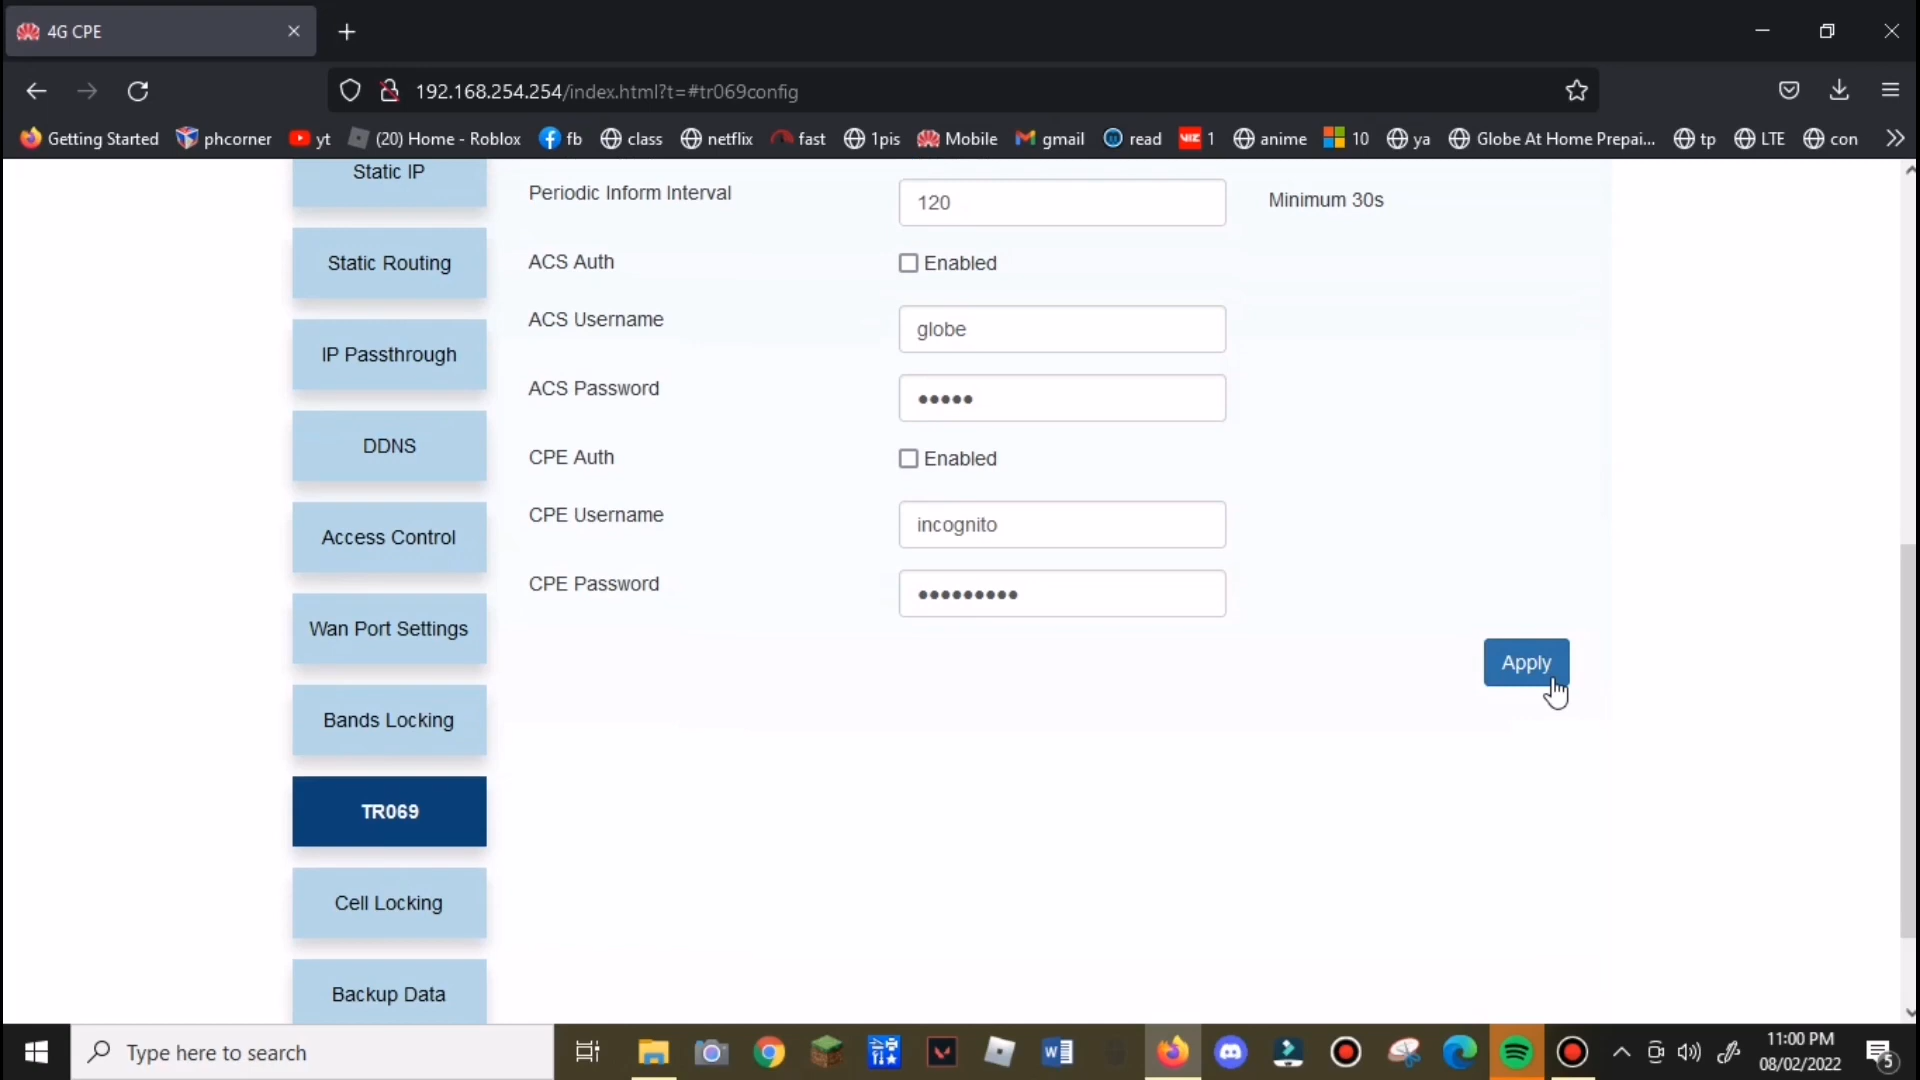 4G CPE
192.168.254.254/index.html?t=#tr069config
Getting Started phcorner yt (20) Home - Roblox fb class netflix fast 1pis Mobile gmail read VIZ 1 anime 10 ya Globe At Home Prepai... tp LTE con
Static IP
Periodic Inform Interval 120 Minimum 30s
Static Routing
ACS Auth Enabled
ACS Username globe
IP Passthrough
ACS Password •••••
DDNS
CPE Auth Enabled
CPE Username incognito
Access Control
CPE Password •••••••••
Wan Port Settings
Apply
Bands Locking
TR069
Cell Locking
Backup Data
Type here to search
11:00 PM
08/02/2022
5